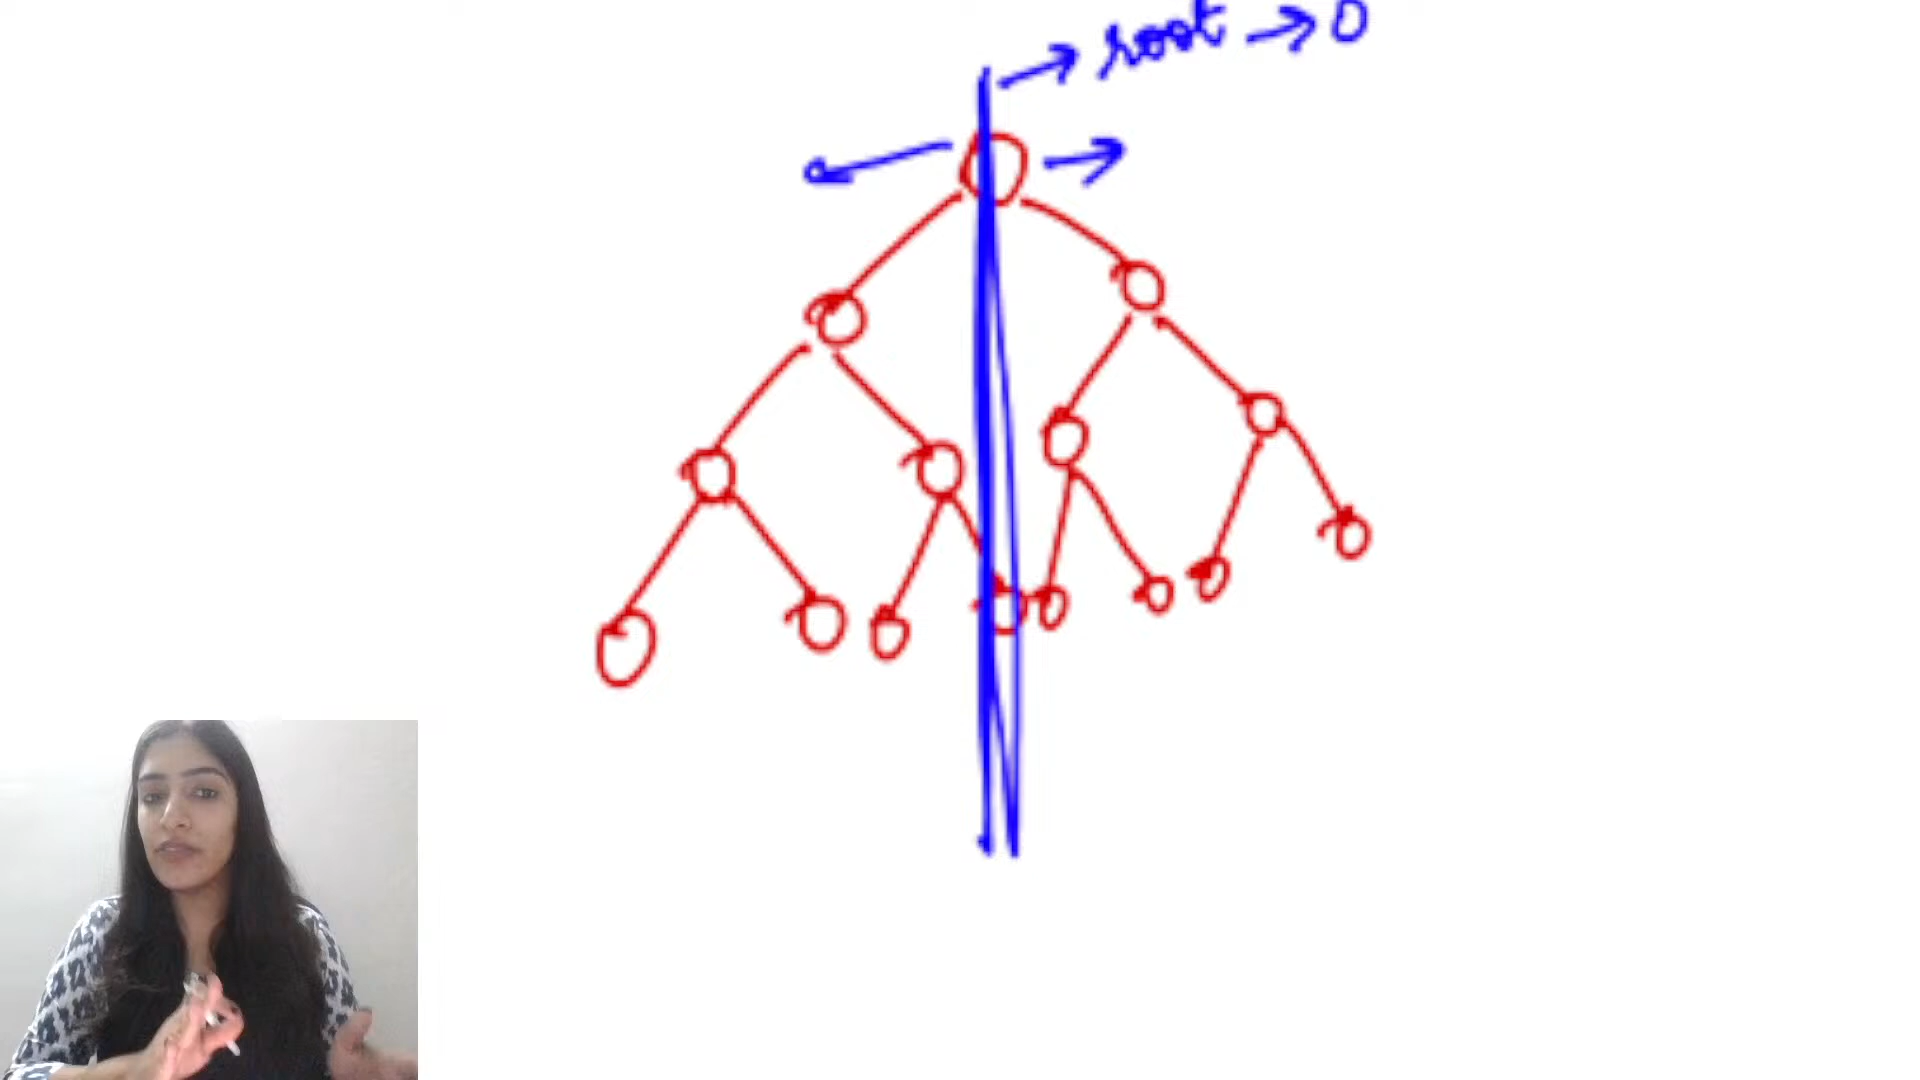 → root → 0